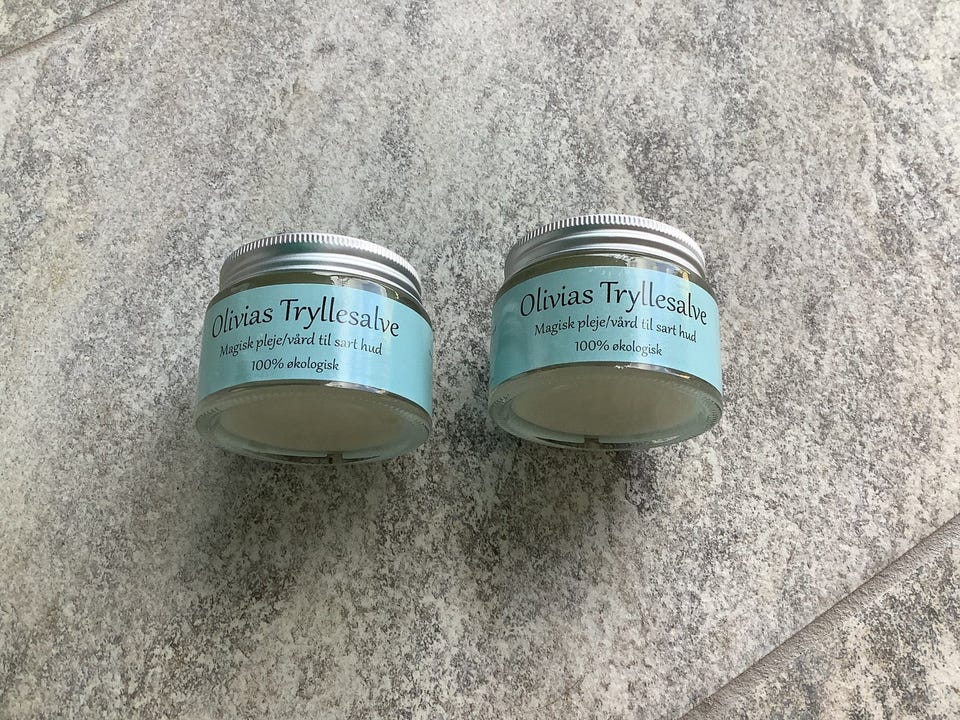 Olivias Tryllesalve
Magisk pleje/vård til sart hud
100% økologisk
Olivias Tryllesalve
Magisk pleje/vård til sart hud
100% økologisk